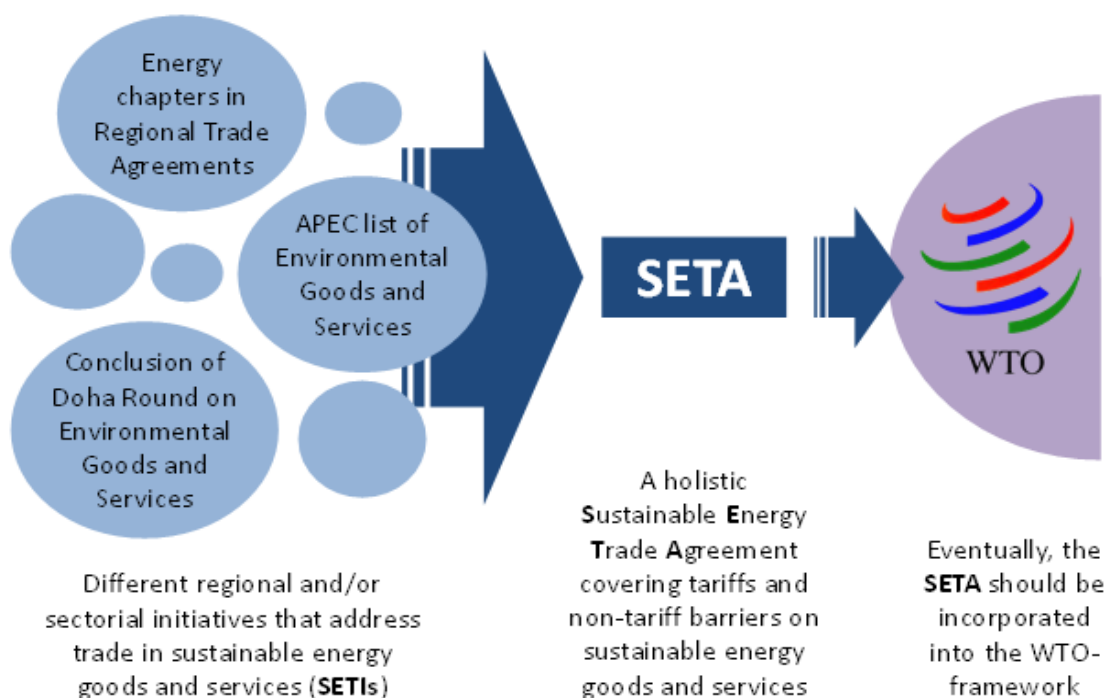 Energy
chapters in
Regional Trade
Agreements
APEC list of
Environmental
Goods and
Services
Conclusion of
Doha Round on
Environmental
Goods and
Services
SETA
WTO
Different regional and/or
sectorial initiatives that address
trade in sustainable energy
goods and services (SETIs)
A holistic
Sustainable Energy
Trade Agreement
covering tariffs and
non-tariff barriers on
sustainable energy
goods and services
Eventually, the
SETA should be
incorporated
into the WTO-
framework